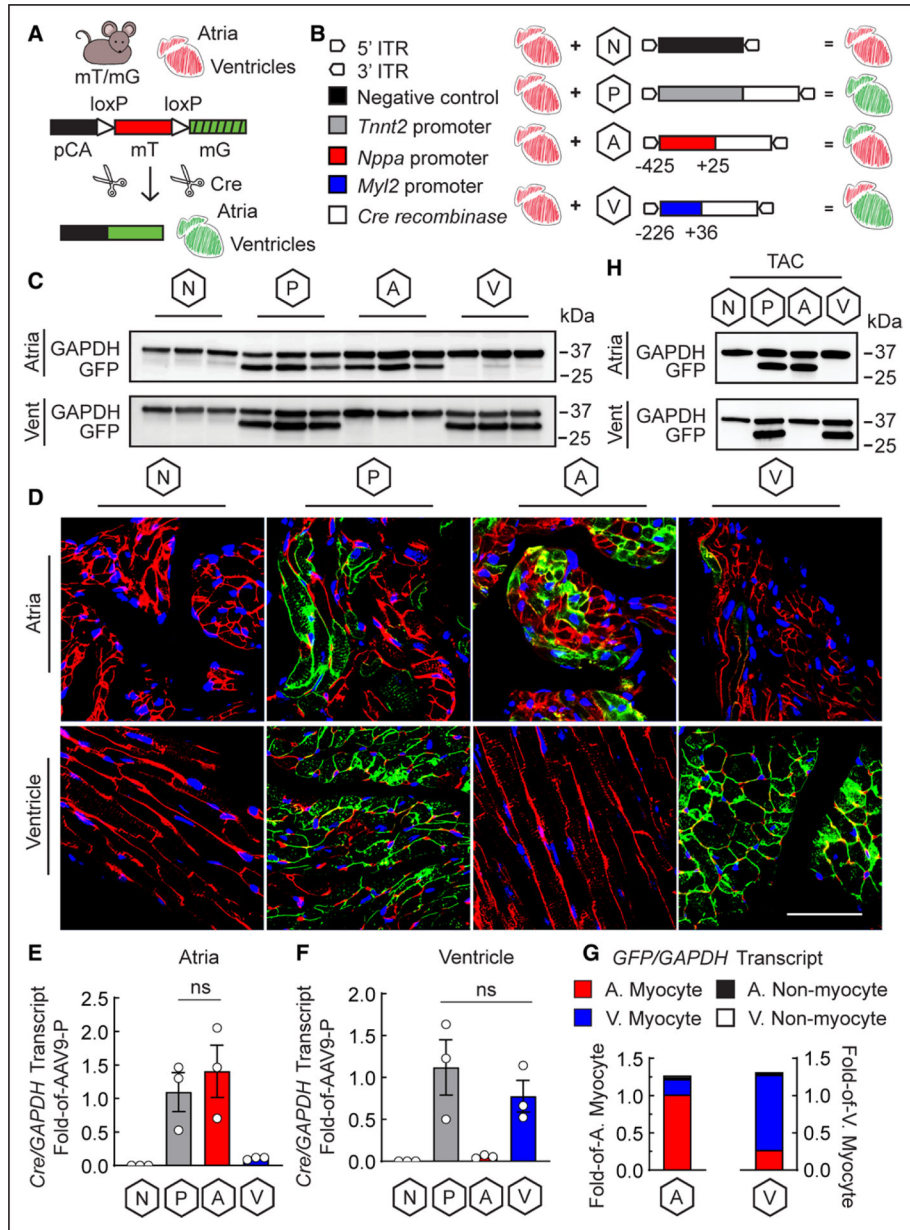 A
mT/mG
Atria
Ventricles
loxP loxP
pCA mT mG
Cre
Atria
Ventricles
B
5' ITR
3' ITR
Negative control
Tnnt2 promoter
Nppa promoter
Myl2 promoter
Cre recombinase
+ N =
+ P =
+ A =
-425 +25
+ V =
-226 +36
C
N P A V
kDa
Atria
GAPDH
GFP
-37
-25
Vent
GAPDH
GFP
-37
-25
H
TAC
N P A V
kDa
Atria
GAPDH
GFP
-37
-25
Vent
GAPDH
GFP
-37
-25
D
N P A V
Atria
Ventricle
E
Atria
Cre/GAPDH Transcript
Fold-of-AAV9-P
2.5
2.0
1.5
1.0
0.5
0.0
ns
N P A V
F
Ventricle
Cre/GAPDH Transcript
Fold-of-AAV9-P
2.0
1.5
1.0
0.5
0.0
ns
N P A V
G
GFP/GAPDH Transcript
A. Myocyte A. Non-myocyte
V. Myocyte V. Non-myocyte
Fold-of-A. Myocyte
1.5
1.0
0.5
0.0
Fold-of-V. Myocyte
1.5
1.0
0.5
0.0
A V